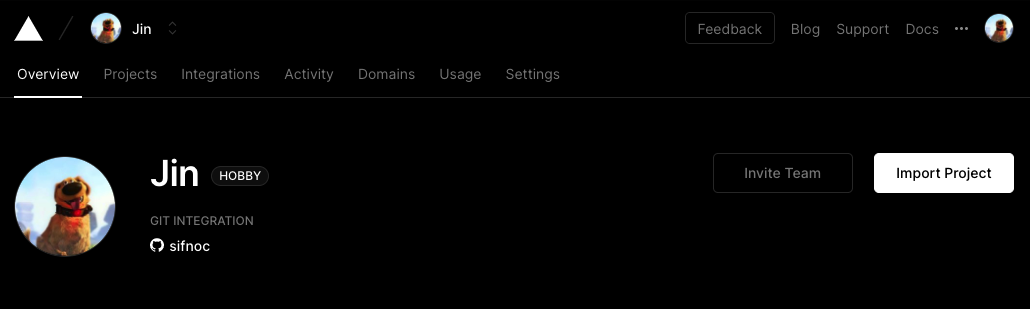 Jin Feedback Blog Support Docs
Overview Projects Integrations Activity Domains Usage Settings
Jin HOBBY Invite Team Import Project
GIT INTEGRATION
sifnoc